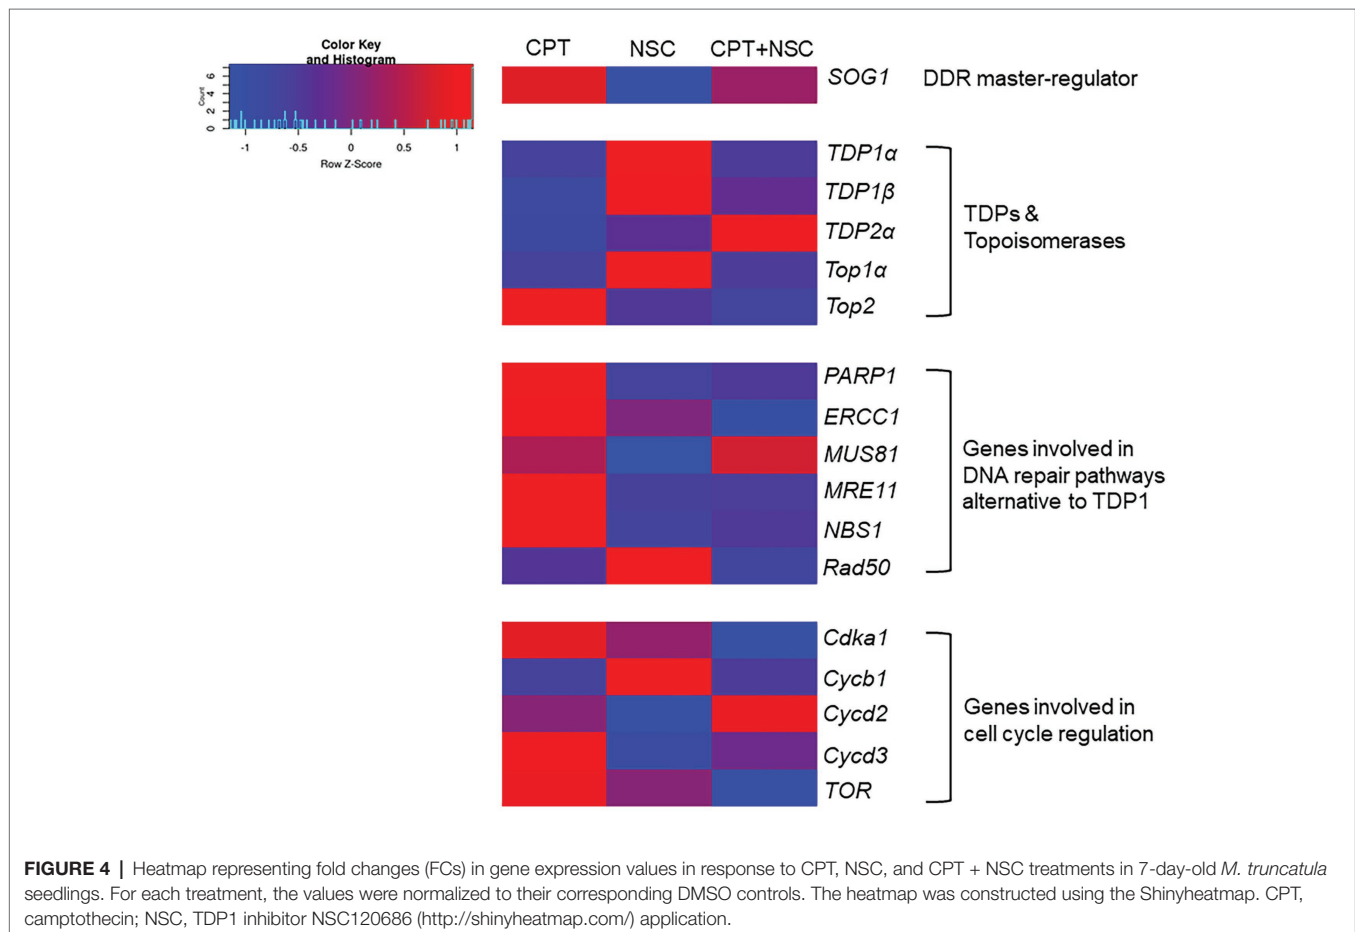 Color Key
and Histogram
Count
0 2 4 6
-1 -0.5 0 0.5 1
Row Z-Score
CPT NSC CPT+NSC
SOG1 DDR master-regulator
TDP1α
TDP1β
TDP2α
Top1α
Top2
TDPs &
Topoisomerases
PARP1
ERCC1
MUS81
MRE11
NBS1
Rad50
Genes involved in
DNA repair pathways
alternative to TDP1
Cdka1
Cycb1
Cycd2
Cycd3
TOR
Genes involved in
cell cycle regulation
FIGURE 4 | Heatmap representing fold changes (FCs) in gene expression values in response to CPT, NSC, and CPT + NSC treatments in 7-day-old M. truncatula
seedlings. For each treatment, the values were normalized to their corresponding DMSO controls. The heatmap was constructed using the Shinyheatmap. CPT,
camptothecin; NSC, TDP1 inhibitor NSC120686 (http://shinyheatmap.com/) application.